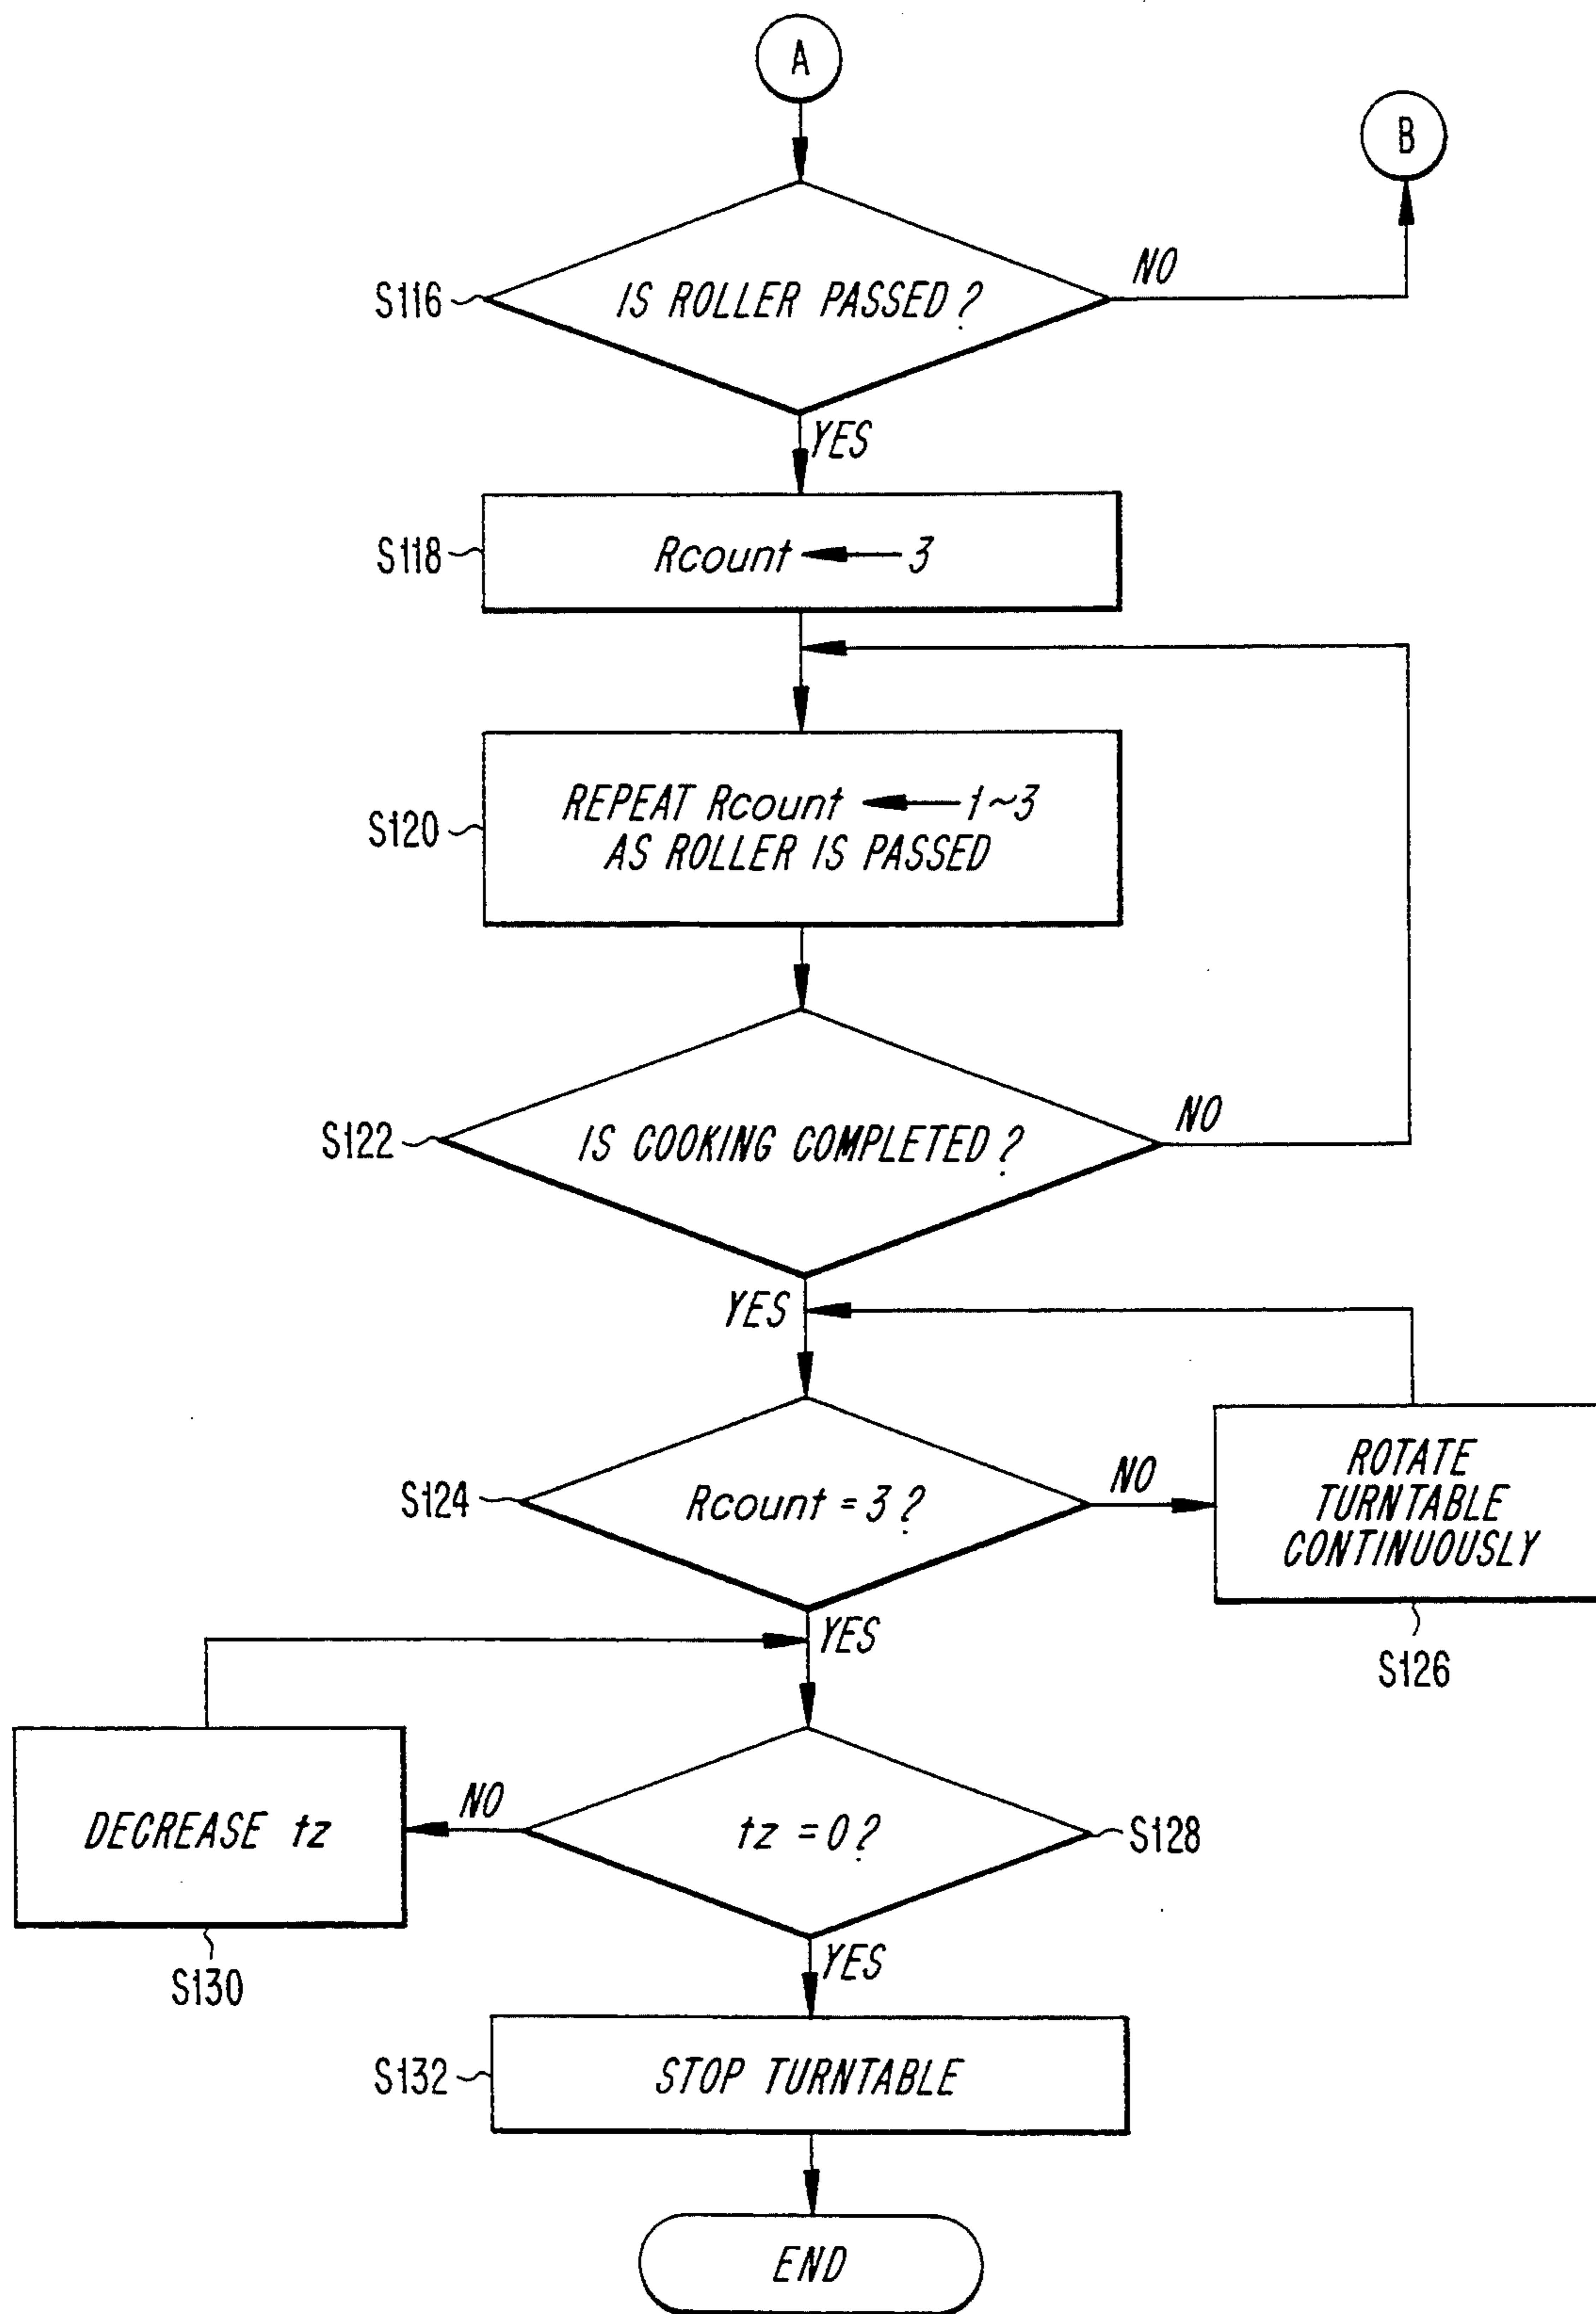 A
B
S116
IS ROLLER PASSED?
NO
YES
S118
Rcount ← 3
S120
REPEAT Rcount ← 1~3
AS ROLLER IS PASSED
S122
IS COOKING COMPLETED?
NO
YES
S124
Rcount = 3?
NO
ROTATE
TURNTABLE
CONTINUOUSLY
S126
YES
DECREASE tz
S130
NO
tz = 0?
S128
YES
S132
STOP TURNTABLE
END